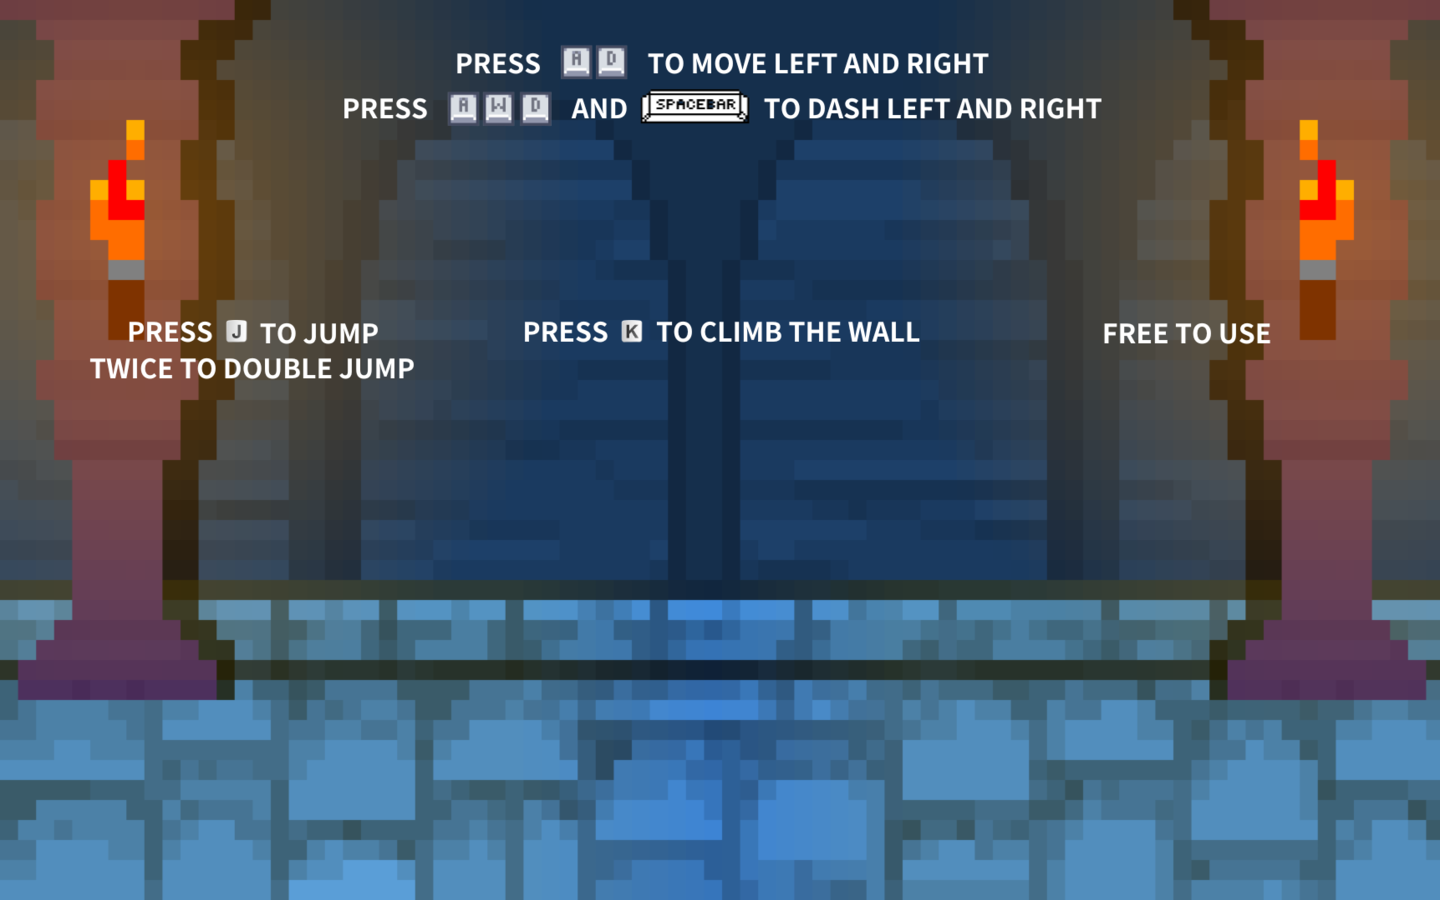 PRESS A D TO MOVE LEFT AND RIGHT
PRESS A W D AND SPACEBAR TO DASH LEFT AND RIGHT
PRESS J TO JUMP
TWICE TO DOUBLE JUMP
PRESS K TO CLIMB THE WALL
FREE TO USE